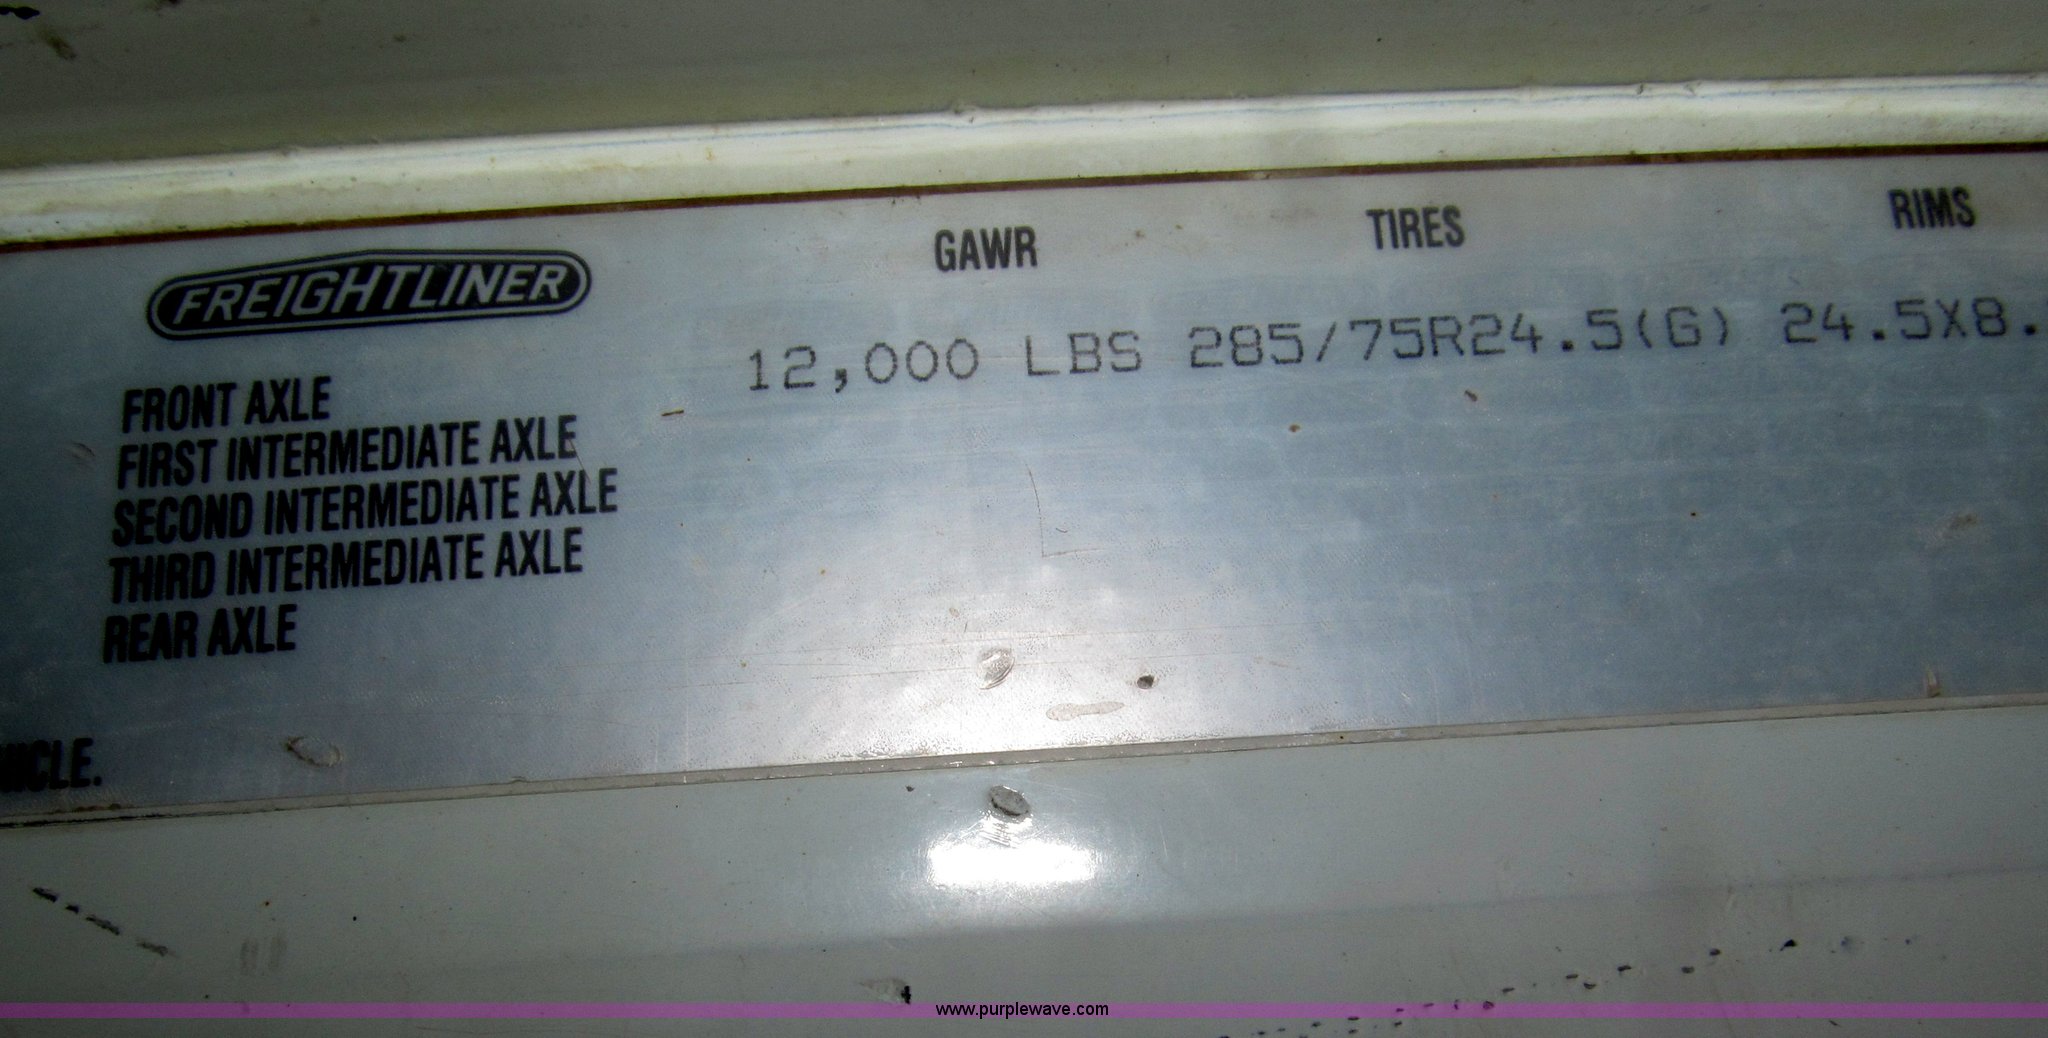 FREIGHTLINER
GAWR TIRES RIMS
FRONT AXLE 12,000 LBS 285/75R24.5(G) 24.5X8.
FIRST INTERMEDIATE AXLE
SECOND INTERMEDIATE AXLE
THIRD INTERMEDIATE AXLE
REAR AXLE
www.purplewave.com